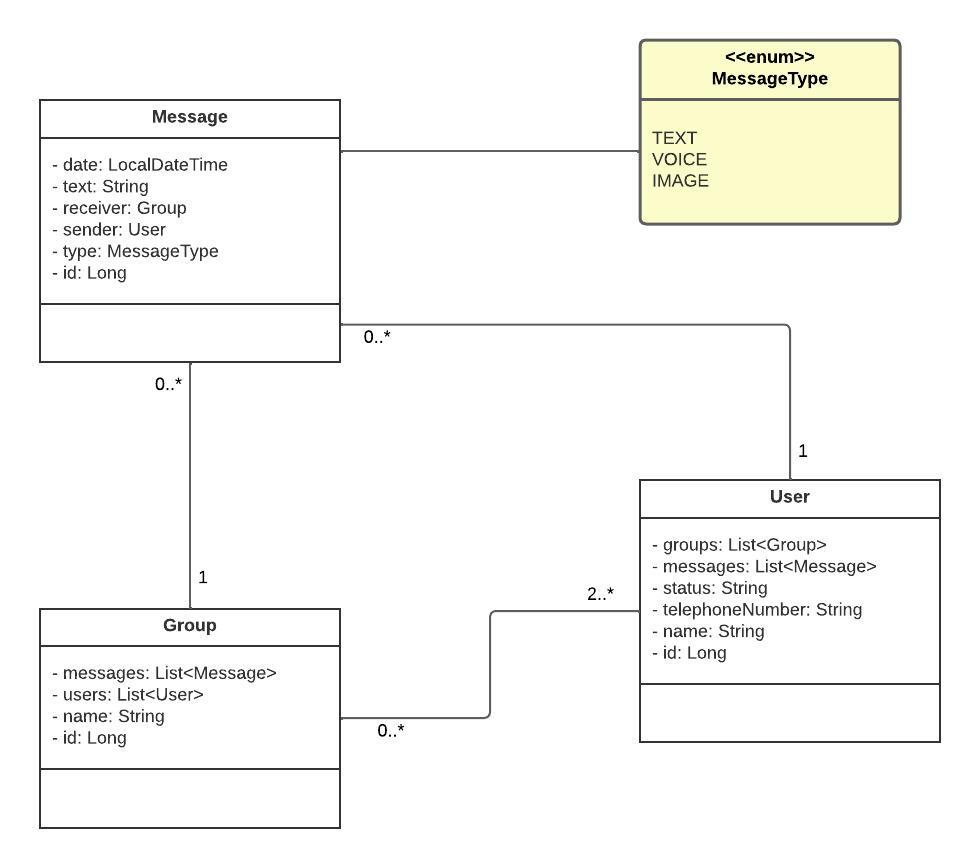 <<enum>>
MessageType
TEXT
VOICE
IMAGE
Message
- date: LocalDateTime
- text: String
- receiver: Group
- sender: User
- type: MessageType
- id: Long
0..*
0..*
1
User
- groups: List<Group>
- messages: List<Message>
- status: String
- telephoneNumber: String
- name: String
- id: Long
1
2..*
Group
- messages: List<Message>
- users: List<User>
- name: String
- id: Long
0..*